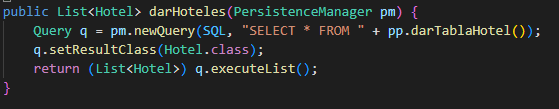 public List<Hotel> darHoteles(PersistenceManager pm) {
    Query q = pm.newQuery(SQL, "SELECT * FROM " + pp.darTablaHotel());
    q.setResultClass(Hotel.class);
    return (List<Hotel>) q.executeList();
}